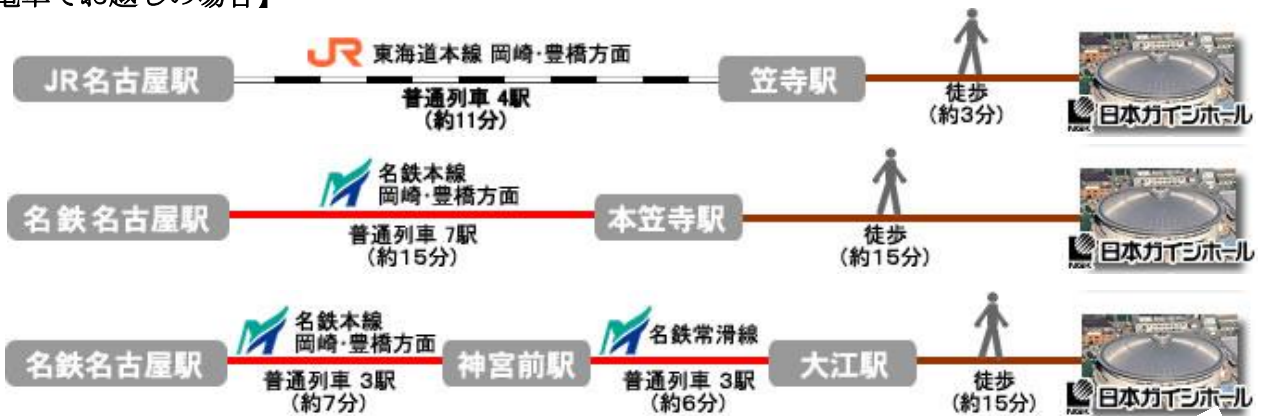 電車でお越しの場合】
JR名古屋駅
JR 東海道本線 岡崎・豊橋方面
普通列車 4駅
(約11分)
笠寺駅
徒歩
(約3分)
NGK 日本ガイシホール
名鉄名古屋駅
名鉄本線
岡崎・豊橋方面
普通列車 7駅
(約15分)
本笠寺駅
徒歩
(約15分)
NGK 日本ガイシホール
名鉄名古屋駅
名鉄本線
岡崎・豊橋方面
普通列車 3駅
(約7分)
神宮前駅
名鉄常滑線
普通列車 3駅
(約6分)
大江駅
徒歩
(約15分)
NGK 日本ガイシホール